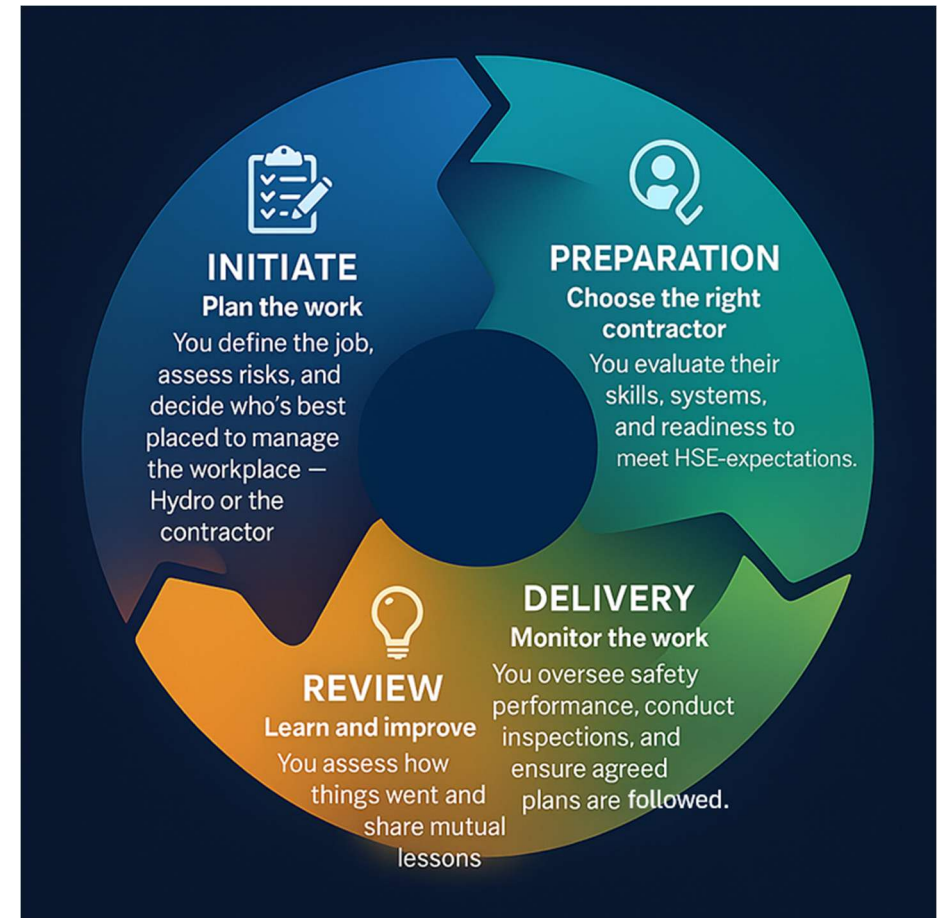 INITIATE
Plan the work
You define the job,
assess risks, and
decide who's best
placed to manage
the workplace —
Hydro or the
contractor
PREPARATION
Choose the right
contractor
You evaluate their
skills, systems,
and readiness to
meet HSE-expectations.
DELIVERY
Monitor the work
You oversee safety
performance, conduct
inspections, and
ensure agreed
plans are followed.
REVIEW
Learn and improve
You assess how
things went and
share mutual
lessons